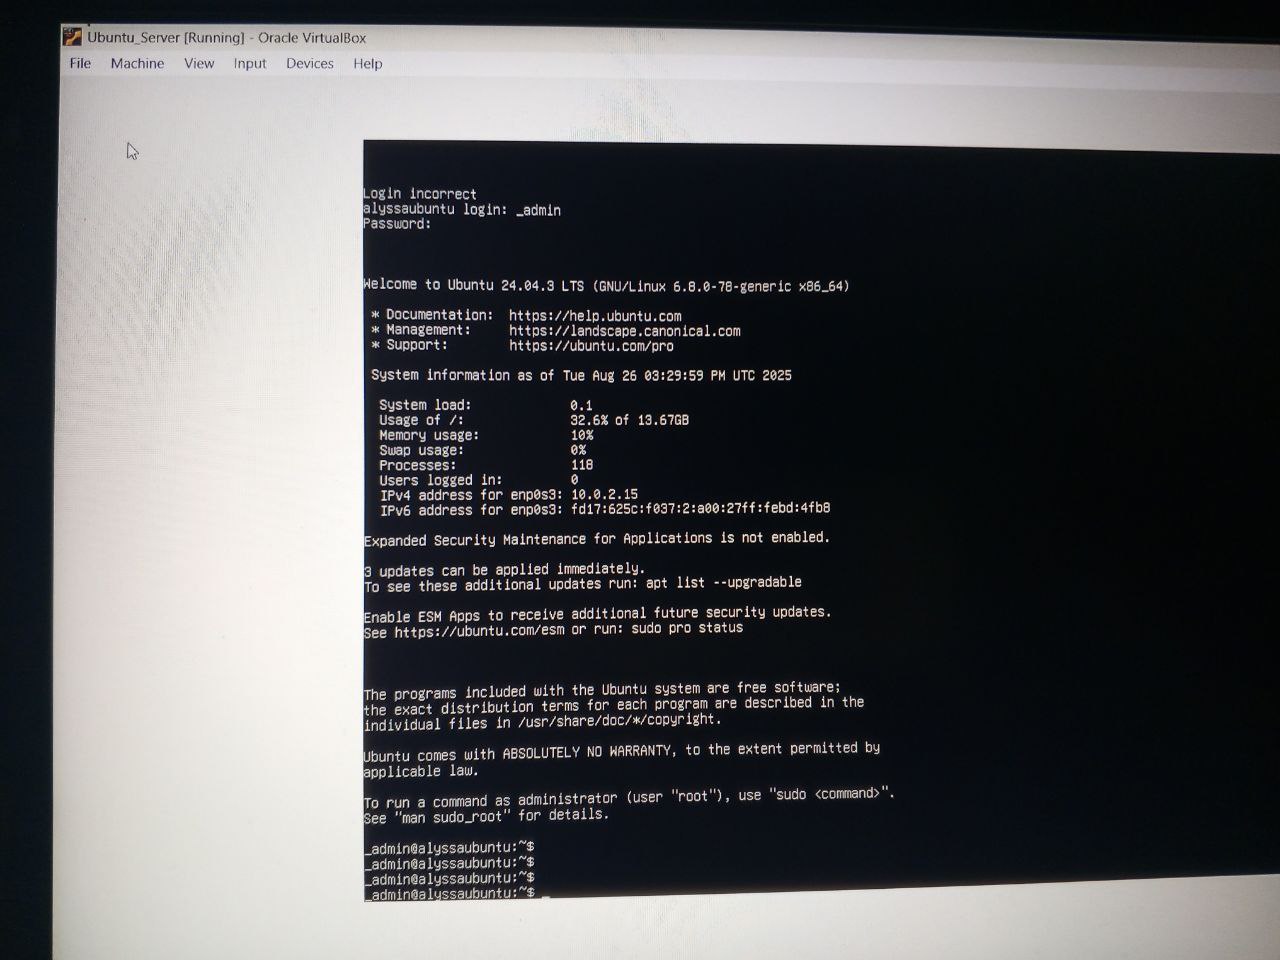 Ubuntu_Server [Running] - Oracle VirtualBox
File Machine View Input Devices Help
Login incorrect
alyssaubuntu login: _admin
Password:
Welcome to Ubuntu 24.04.3 LTS (GNU/Linux 6.8.0-78-generic x86_64)
* Documentation: https://help.ubuntu.com
* Management: https://landscape.canonical.com
* Support: https://ubuntu.com/pro
System information as of Tue Aug 26 03:29:59 PM UTC 2025
System load: 0.1
Usage of /: 32.6% of 13.67GB
Memory usage: 10%
Swap usage: 0%
Processes: 118
Users logged in: 0
IPv4 address for enp0s3: 10.0.2.15
IPv6 address for enp0s3: fd17:625c:f037:2:a00:27ff:febd:4fb8
Expanded Security Maintenance for Applications is not enabled.
3 updates can be applied immediately.
To see these additional updates run: apt list --upgradable
Enable ESM Apps to receive additional future security updates.
See https://ubuntu.com/esm or run: sudo pro status
The programs included with the Ubuntu system are free software;
the exact distribution terms for each program are described in the
individual files in /usr/share/doc/*/copyright.
Ubuntu comes with ABSOLUTELY NO WARRANTY, to the extent permitted by
applicable law.
To run a command as administrator (user "root"), use "sudo <command>".
See "man sudo_root" for details.
_admin@alyssaubuntu:~$
_admin@alyssaubuntu:~$
_admin@alyssaubuntu:~$
_admin@alyssaubuntu:~$ _